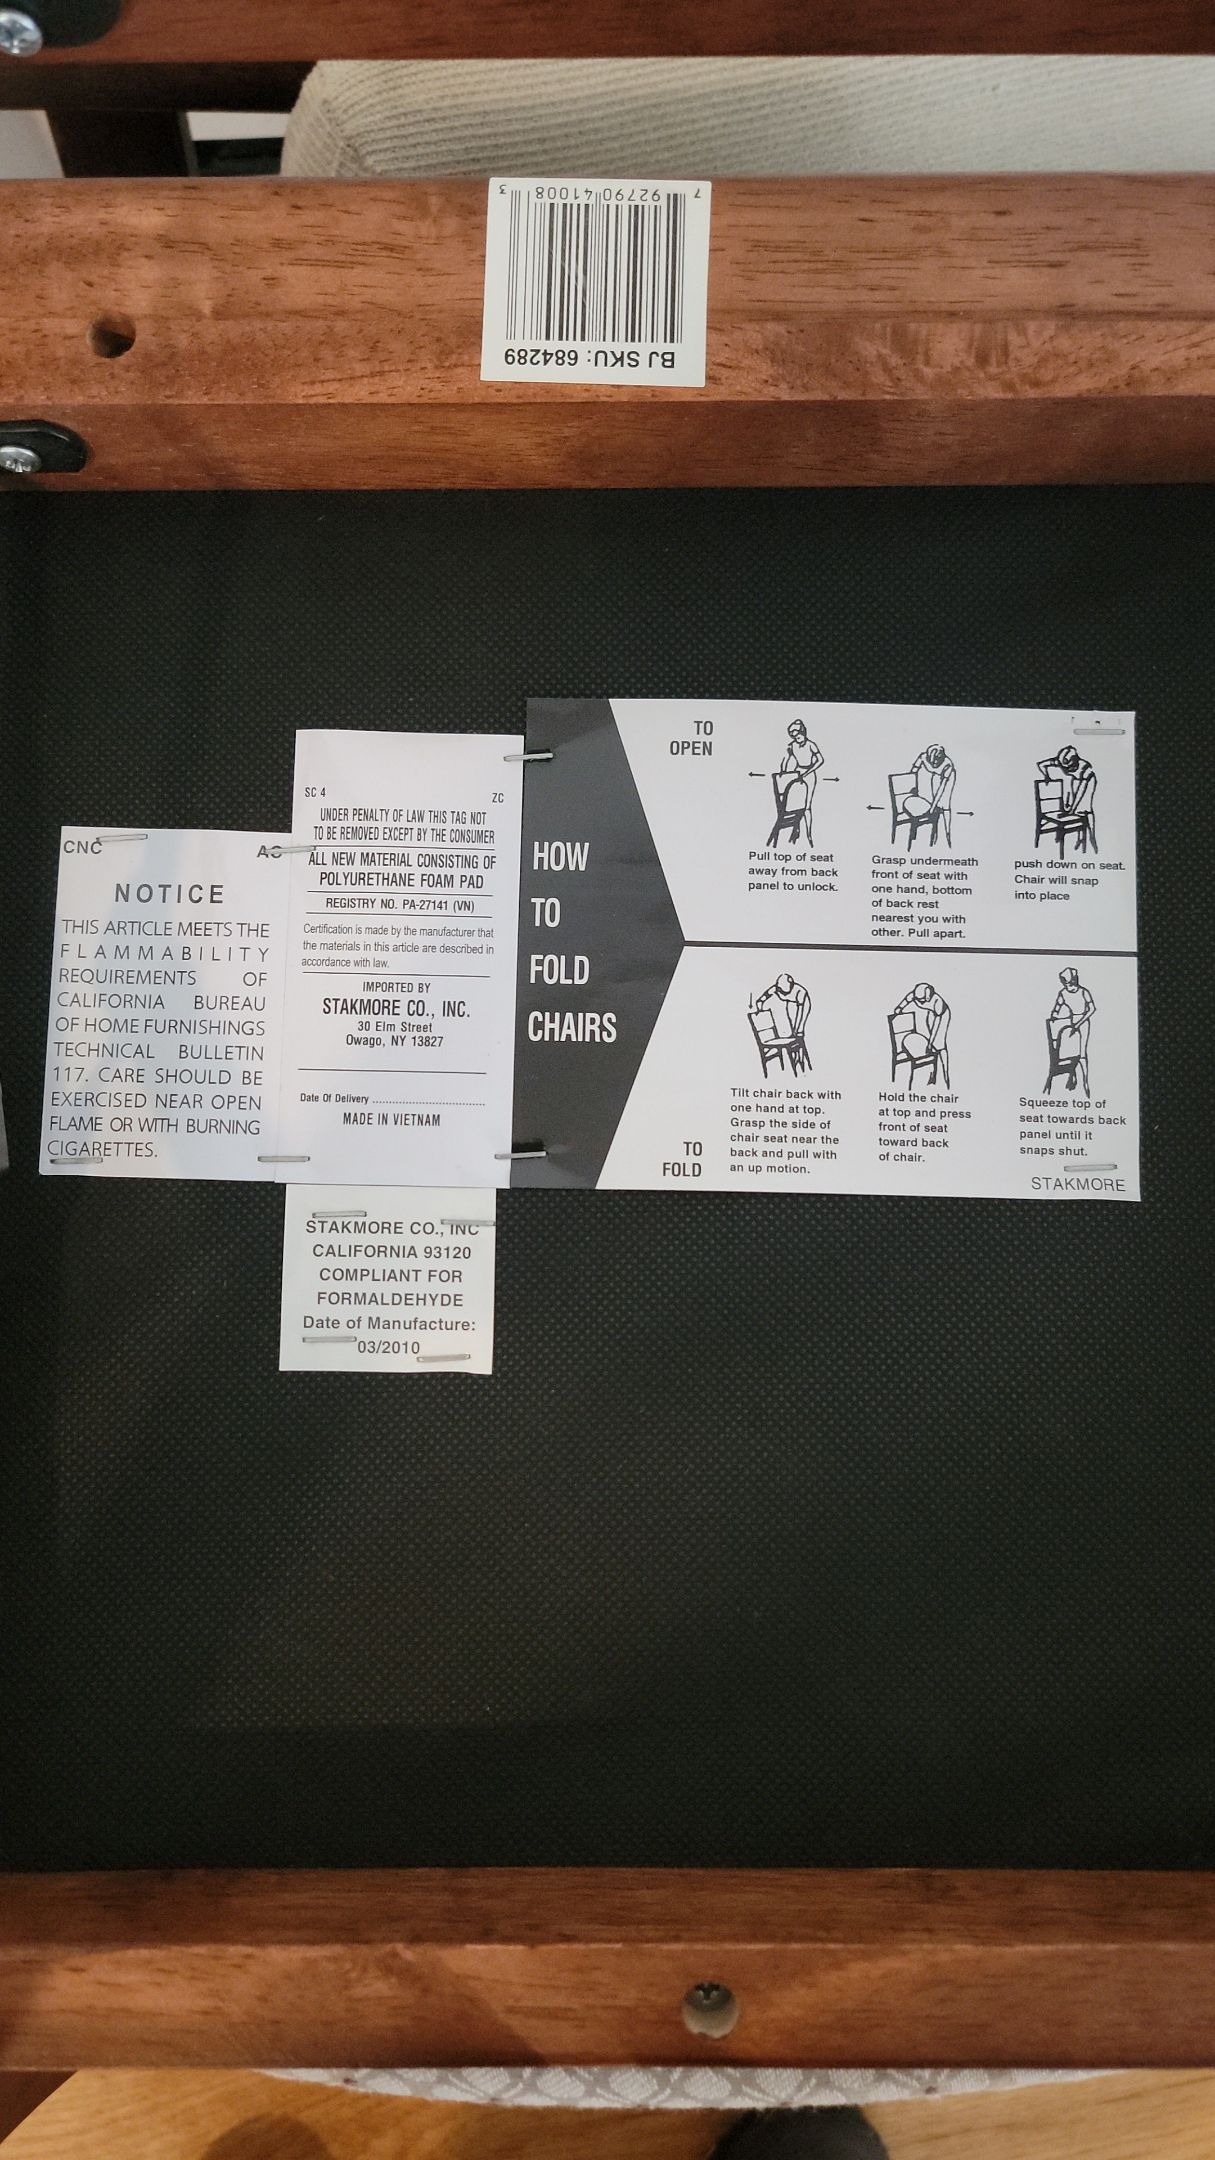 BJ SKU: 684289
7 92790 41008 3
CNC
AC
NOTICE
THIS ARTICLE MEETS THE
FLAMMABILITY
REQUIREMENTS OF
CALIFORNIA BUREAU
OF HOME FURNISHINGS
TECHNICAL BULLETIN
117. CARE SHOULD BE
EXERCISED NEAR OPEN
FLAME OR WITH BURNING
CIGARETTES.
SC 4
ZC
UNDER PENALTY OF LAW THIS TAG NOT
TO BE REMOVED EXCEPT BY THE CONSUMER
ALL NEW MATERIAL CONSISTING OF
POLYURETHANE FOAM PAD
REGISTRY NO. PA-27141 (VN)
Certification is made by the manufacturer that
the materials in this article are described in
accordance with law.
IMPORTED BY
STAKMORE CO., INC.
30 Elm Street
Owago, NY 13827
Date Of Delivery
MADE IN VIETNAM
STAKMORE CO., INC
CALIFORNIA 93120
COMPLIANT FOR
FORMALDEHYDE
Date of Manufacture:
03/2010
HOW
TO
FOLD
CHAIRS
TO
OPEN
Pull top of seat
away from back
panel to unlock.
Grasp underneath
front of seat with
one hand, bottom
of back rest
nearest you with
other. Pull apart.
push down on seat.
Chair will snap
into place
TO
FOLD
Tilt chair back with
one hand at top.
Grasp the side of
chair seat near the
back and pull with
an up motion.
Hold the chair
at top and press
front of seat
toward back
of chair.
Squeeze top of
seat towards back
panel until it
snaps shut.
STAKMORE